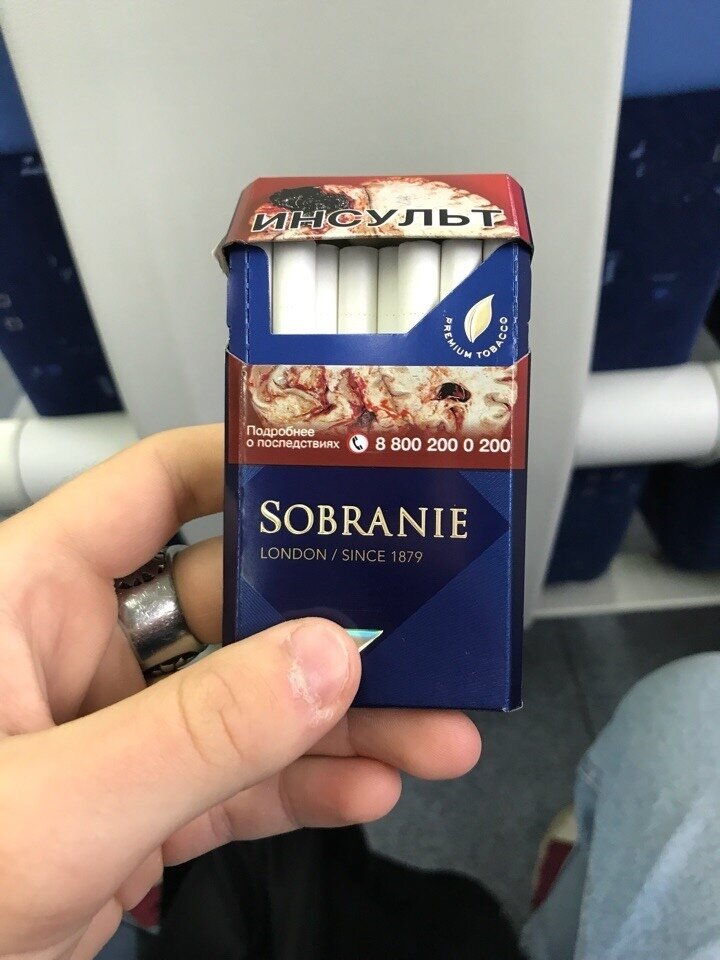 ИНСУЛЬТ
PREMIUM TOBACCO
Подробнее
о последствиях 8 800 200 0 200
SOBRANIE
LONDON / SINCE 1879